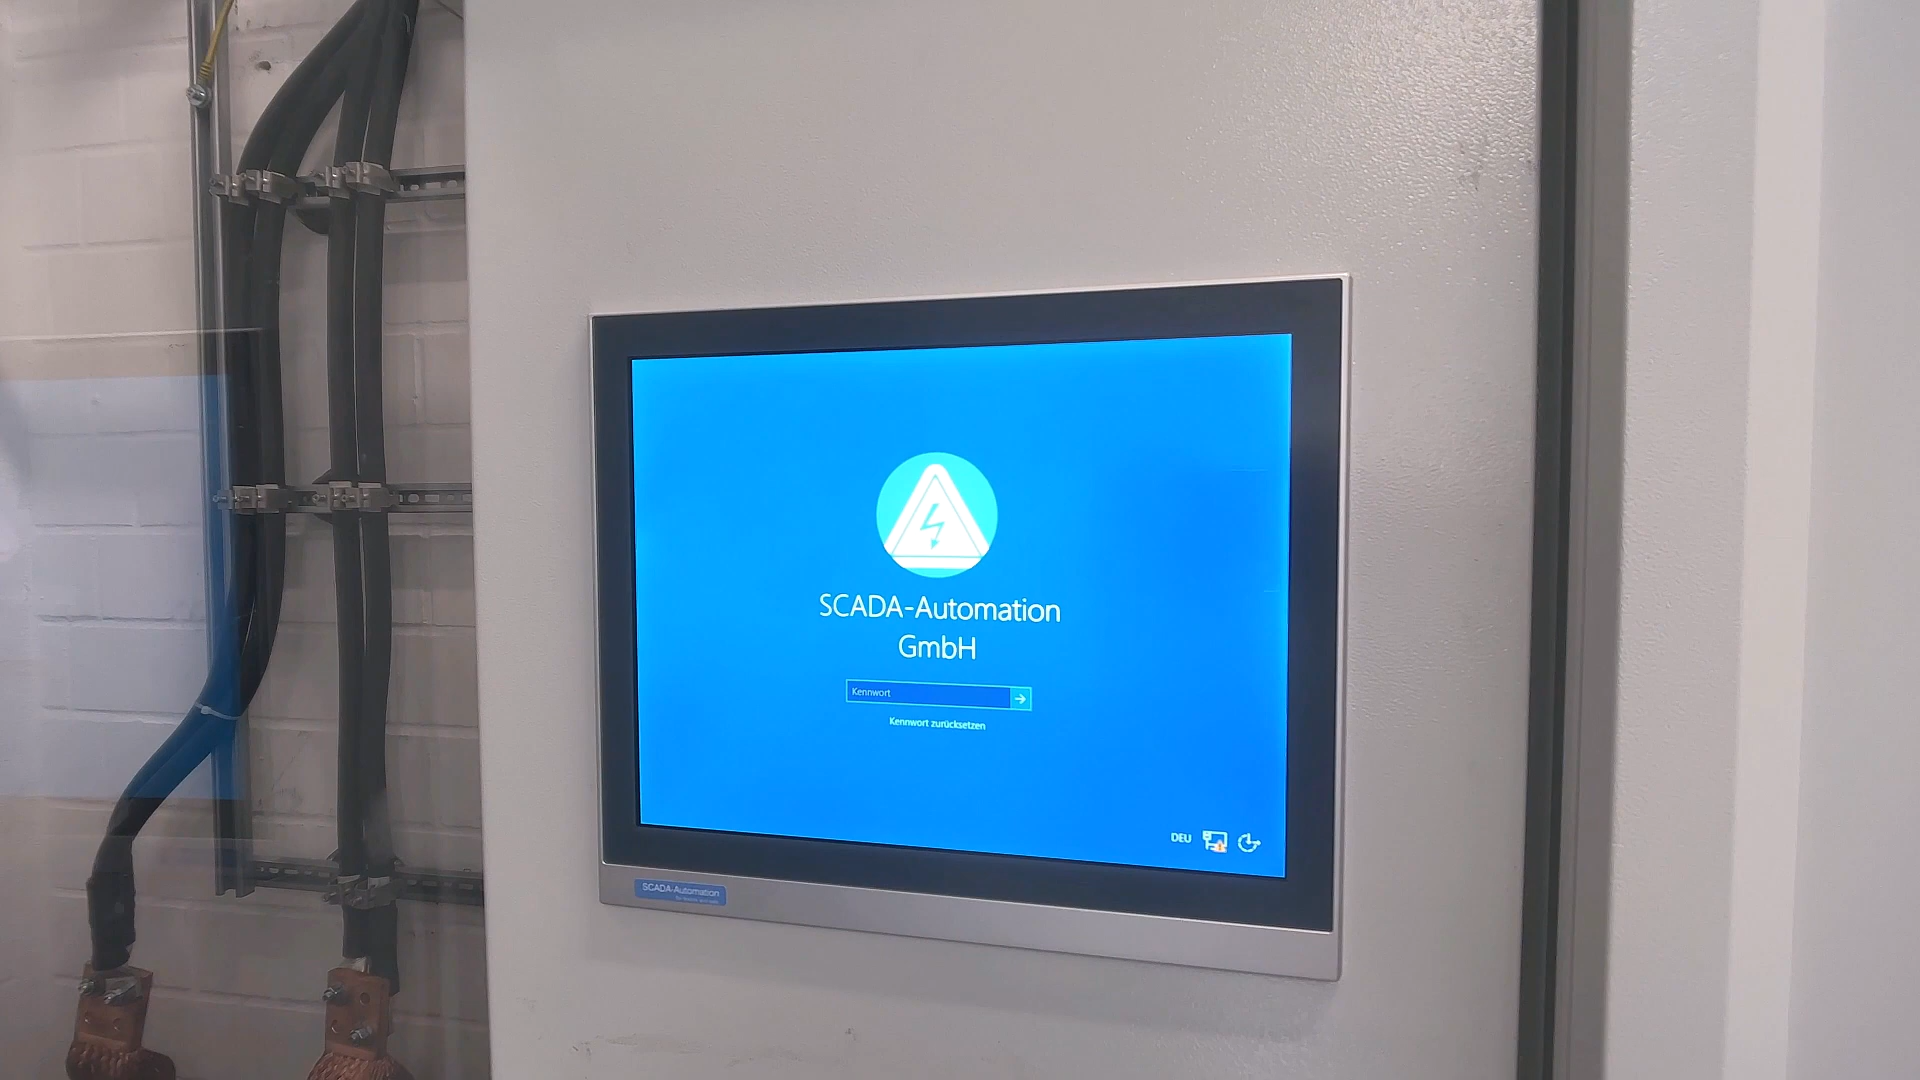 SCADA-Automation
GmbH
Kennwort
Kennwort zurücksetzen
DEU
SCADA-Automation